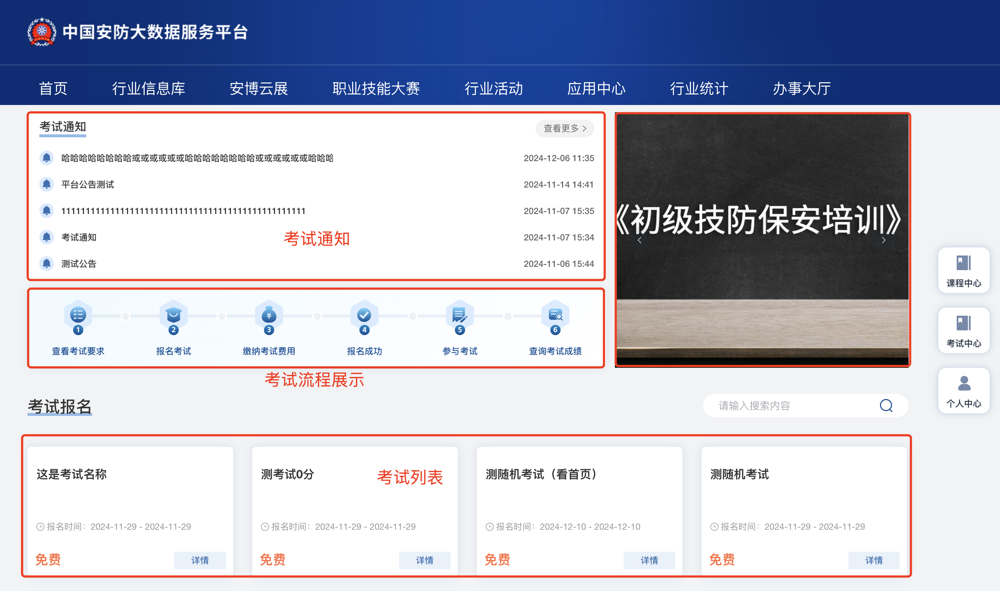 中国安防大数据服务平台
首页 行业信息库 安博云展 职业技能大赛 行业活动 应用中心 行业统计 办事大厅
考试通知 查看更多
哈哈哈哈哈哈哈哈或或或或或或哈哈哈哈哈哈哈哈或或或或或或哈哈哈 2024-12-06 11:35
平台公告测试 2024-11-14 14:41
2024-11-07 15:35
考试通知 2024-11-07 15:34
考试通知
测试公告 2024-11-06 15:44
《初级技防保安培训》
1 2 3 4 5 6
查看考试要求 报名考试 缴纳考试费用 报名成功 参与考试 查询考试成绩
考试流程展示
课程中心
考试中心
个人中心
考试报名 请输入搜索内容
这是考试名称 测考试0分 考试列表 测随机考试（看首页） 测随机考试
报名时间：2024-11-29 - 2024-11-29 报名时间：2024-11-29 - 2024-11-29 报名时间：2024-12-10 - 2024-12-10 报名时间：2024-11-29 - 2024-11-29
免费 详情 免费 详情 免费 详情 免费 详情